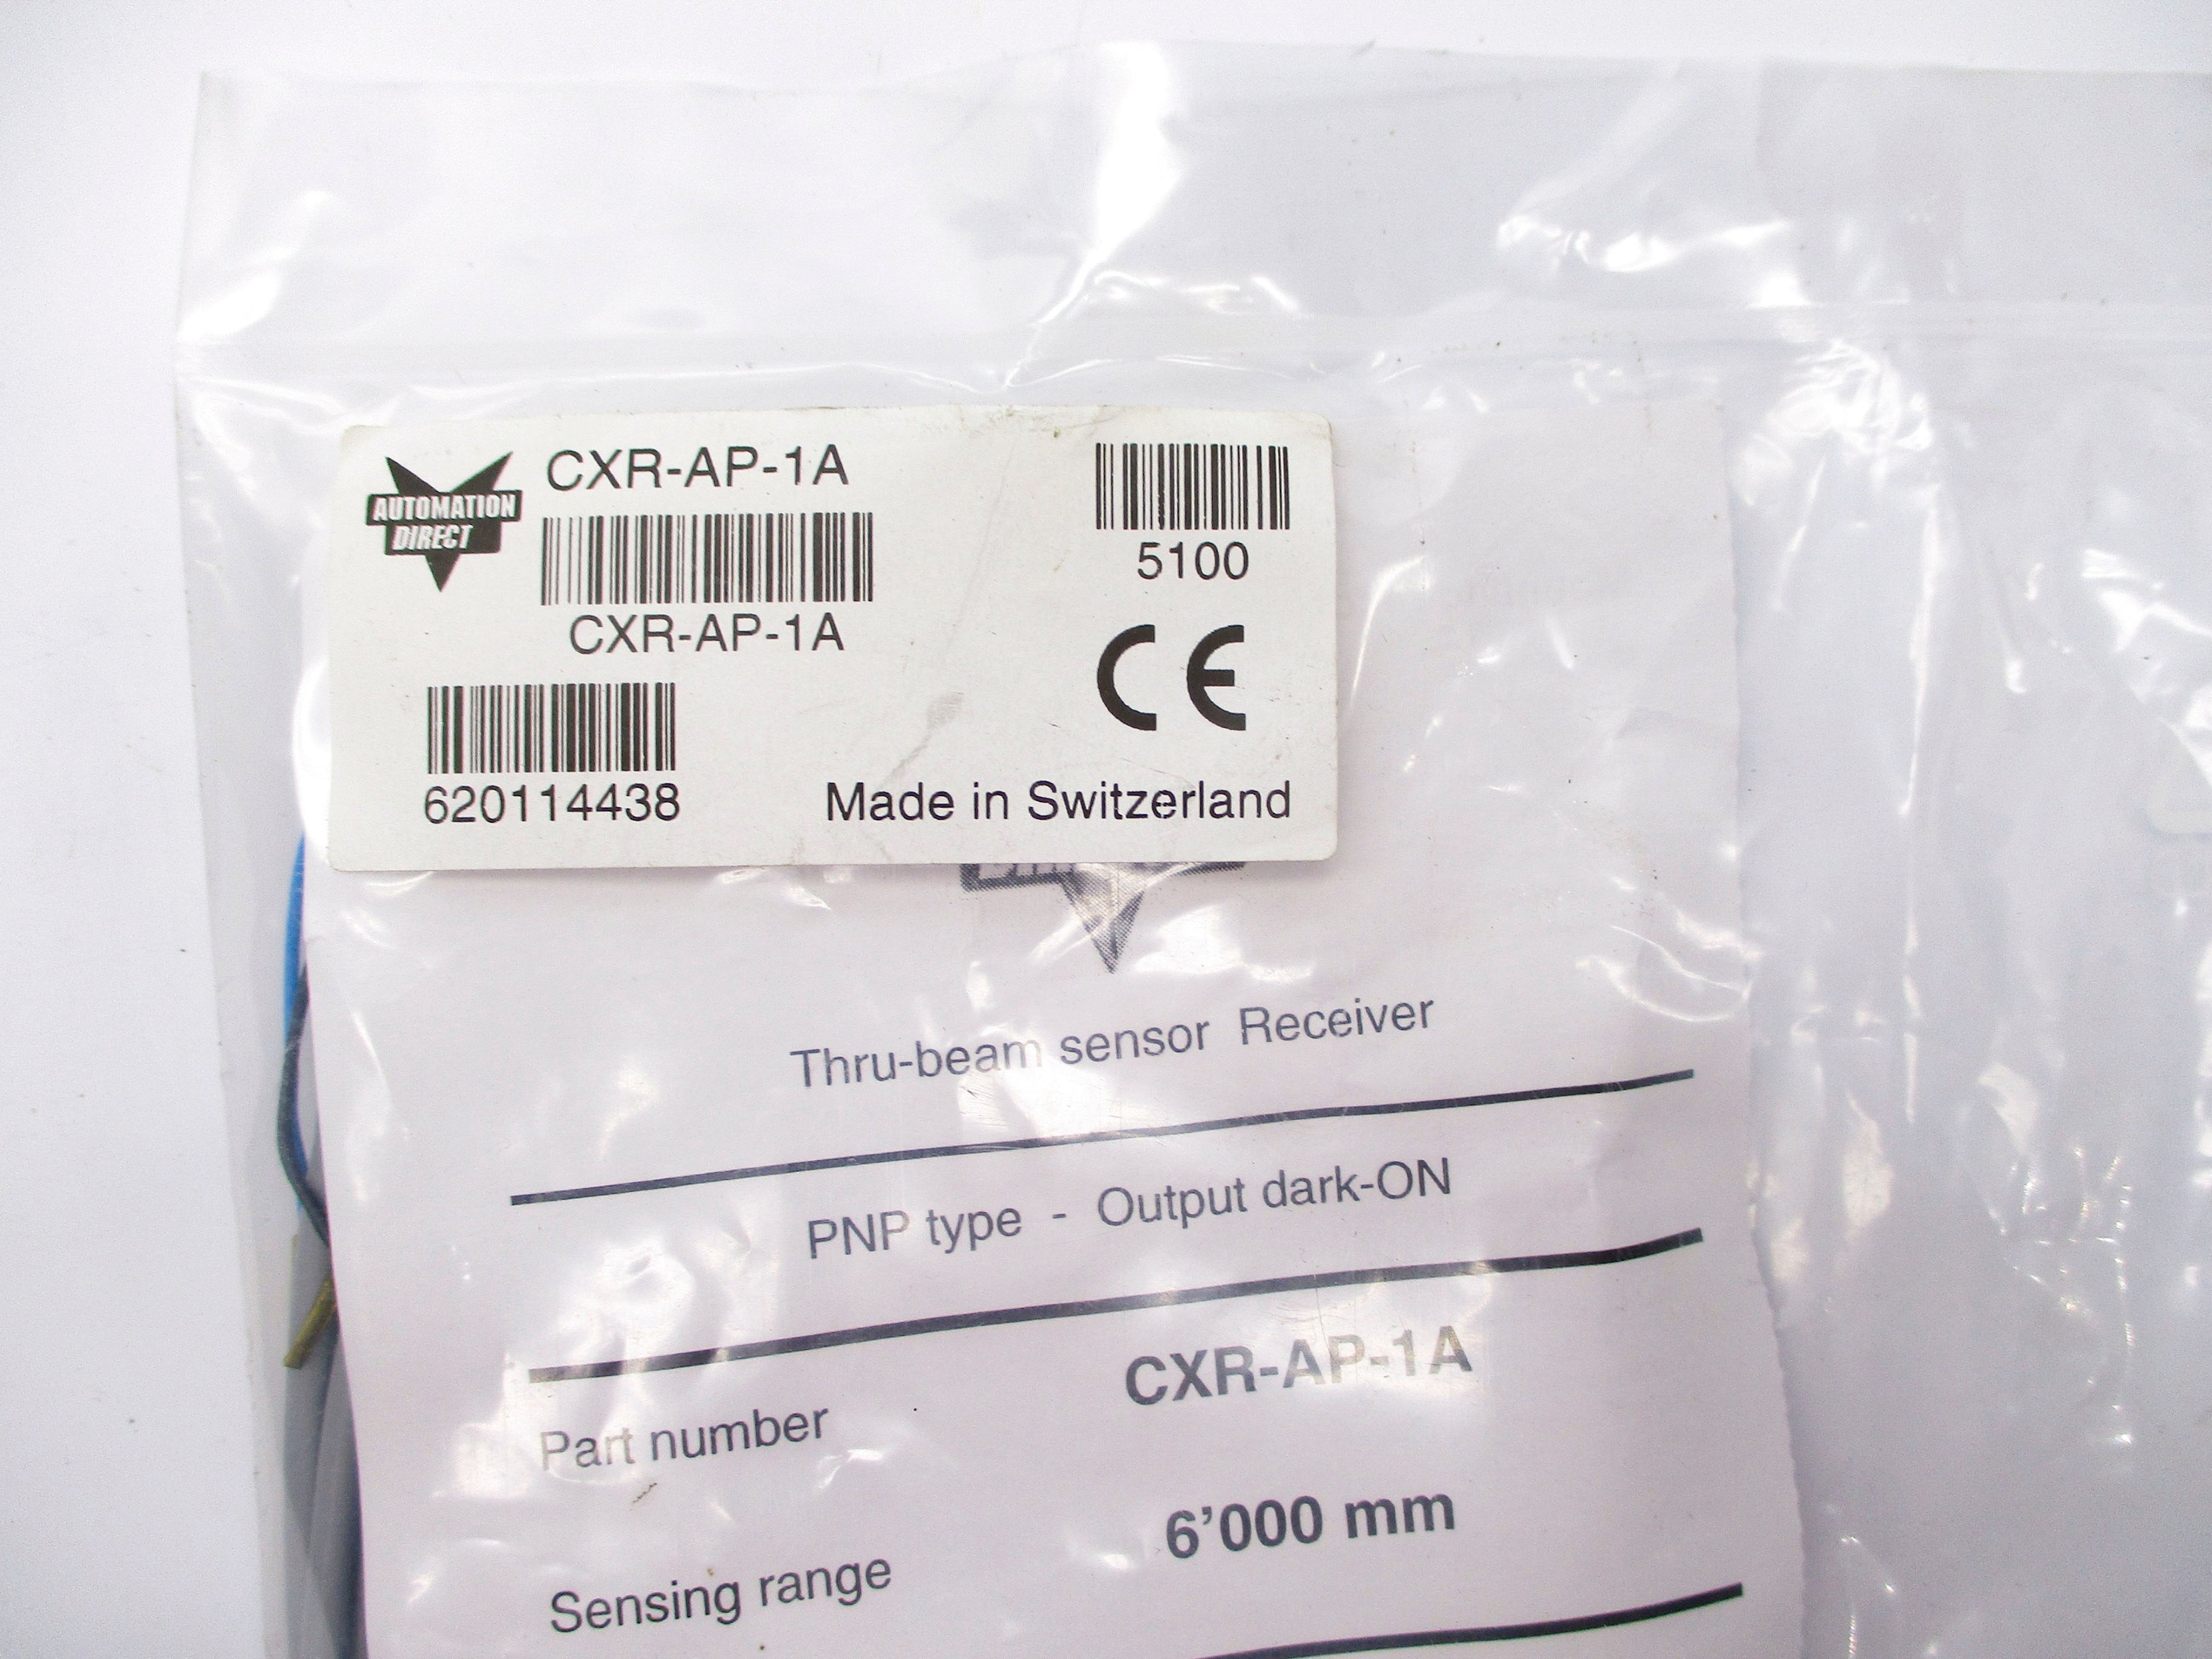 AUTOMATION
DIRECT
CXR-AP-1A
CXR-AP-1A
5100
CE
620114438
Made in Switzerland
Thru-beam sensor Receiver
PNP type - Output dark-ON
Part number CXR-AP-1A
Sensing range 6’000 mm